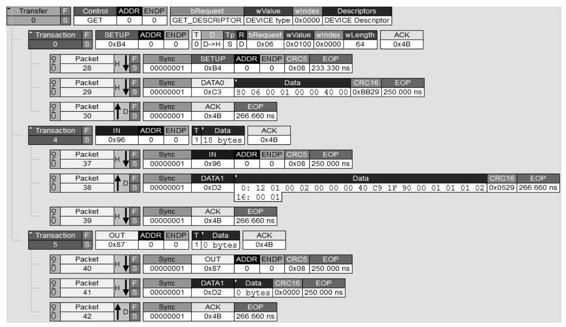 Transfer F Control ADDR ENDP bRequest wValue wIndex Descriptors
0 S GET 0 0 GET_DESCRIPTOR DEVICE type 0x0000 DEVICE Descriptor
Transaction F SETUP ADDR ENDP T D Tp R bRequest wValue wIndex wLength ACK
0 S 0xB4 0 0 0 D->H S D 0x06 0x0100 0x0000 64 0x4B
Packet H F Sync SETUP ADDR ENDP CRC5 EOP
28 S 00000001 0xB4 0 0 0x08 233.330 ns
Packet H F Sync DATA0 Data CRC16 EOP
29 S 00000001 0xC3 80 06 00 01 00 00 40 00 0xBB29 250.000 ns
Packet D F Sync ACK EOP
30 S 00000001 0x4B 266.660 ns
Transaction F IN ADDR ENDP T Data ACK
4 S 0x96 0 0 1 18 bytes 0x4B
Packet H F Sync IN ADDR ENDP CRC5 EOP
37 S 00000001 0x96 0 0 0x08 250.000 ns
Packet D F Sync DATA1 Data CRC16 EOP
38 S 00000001 0xD2 0: 12 01 00 02 00 00 00 40 C9 1F 90 00 01 01 01 02 0x0529 266.660 ns
16: 00 01
Packet H F Sync ACK EOP
39 S 00000001 0x4B 266.660 ns
Transaction F OUT ADDR ENDP T Data ACK
5 S 0x87 0 0 1 0 bytes 0x4B
Packet H F Sync OUT ADDR ENDP CRC5 EOP
40 S 00000001 0x87 0 0 0x08 250.000 ns
Packet H F Sync DATA1 Data CRC16 EOP
41 S 00000001 0xD2 0 bytes 0x0000 250.000 ns
Packet D F Sync ACK EOP
42 S 00000001 0x4B 266.660 ns